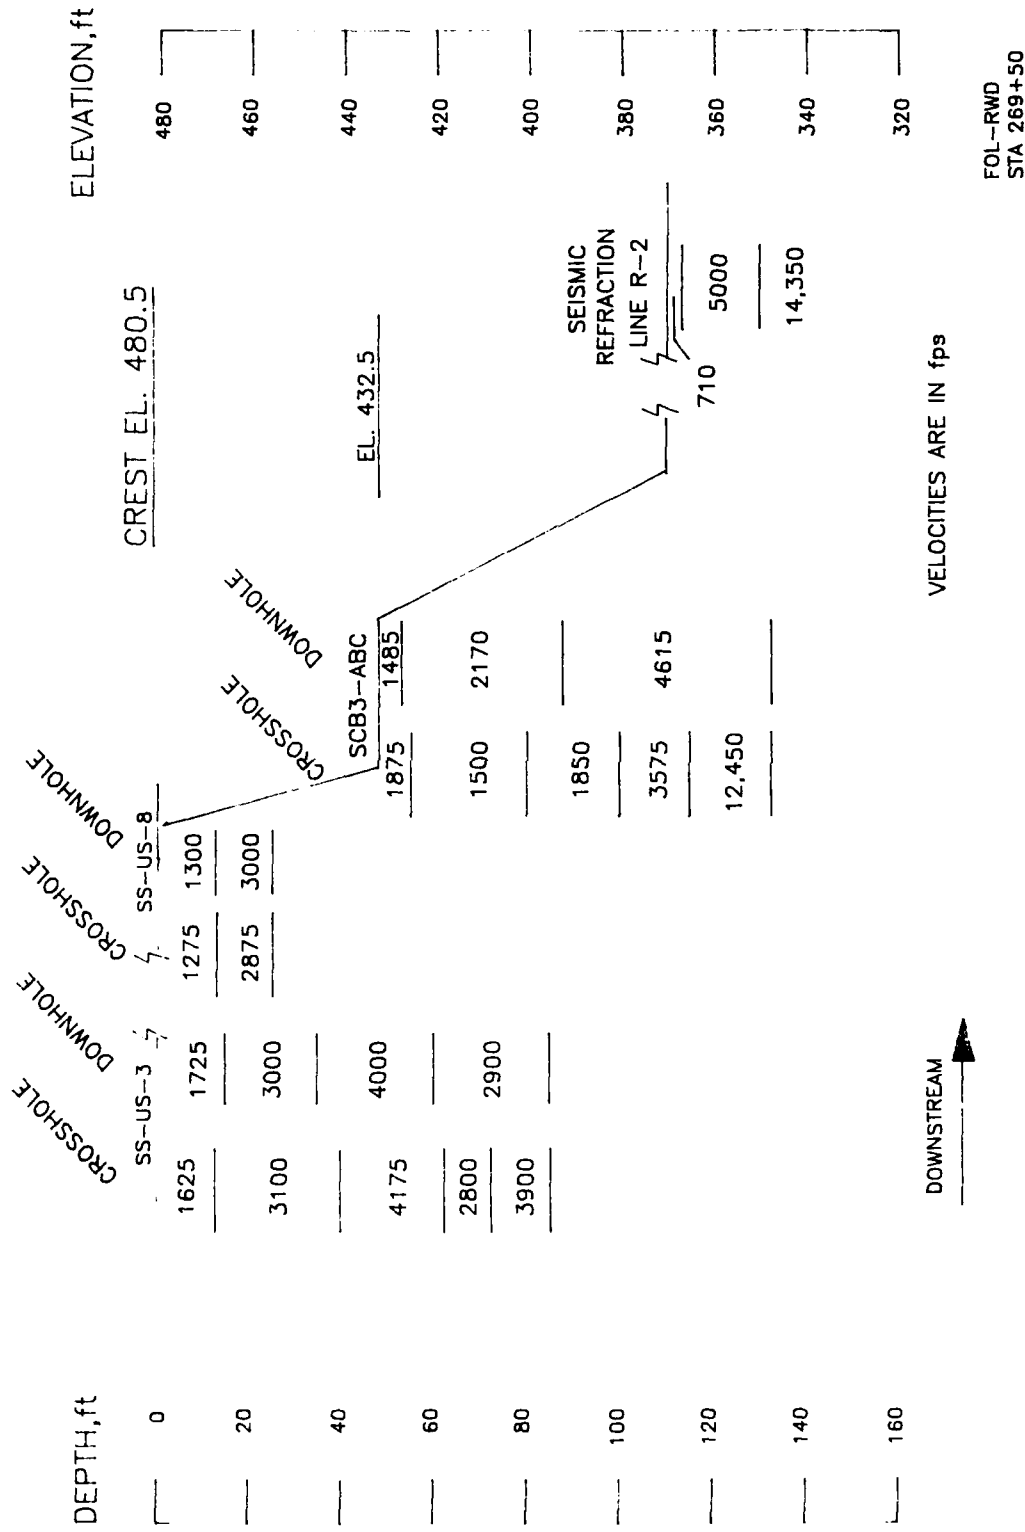 DEPTH,ft
0
20
40
60
80
100
120
140
160
CROSSHOLE
DOWNHOLE
SS-US-3
1625
3100
4175
2800
3900
1725
3000
4000
2900
CROSSHOLE
DOWNHOLE
SS-US-8
1275
2875
1300
3000
CROSSHOLE
DOWNHOLE
SCB3-ABC
1875
1500
1850
3575
12,450
1485
2170
4615
CREST EL. 480.5
EL. 432.5
SEISMIC
REFRACTION
LINE R-2
710
5000
14,350
ELEVATION,ft
480
460
440
420
400
380
360
340
320
DOWNSTREAM
VELOCITIES ARE IN fps
FOL-RWD
STA 269+50